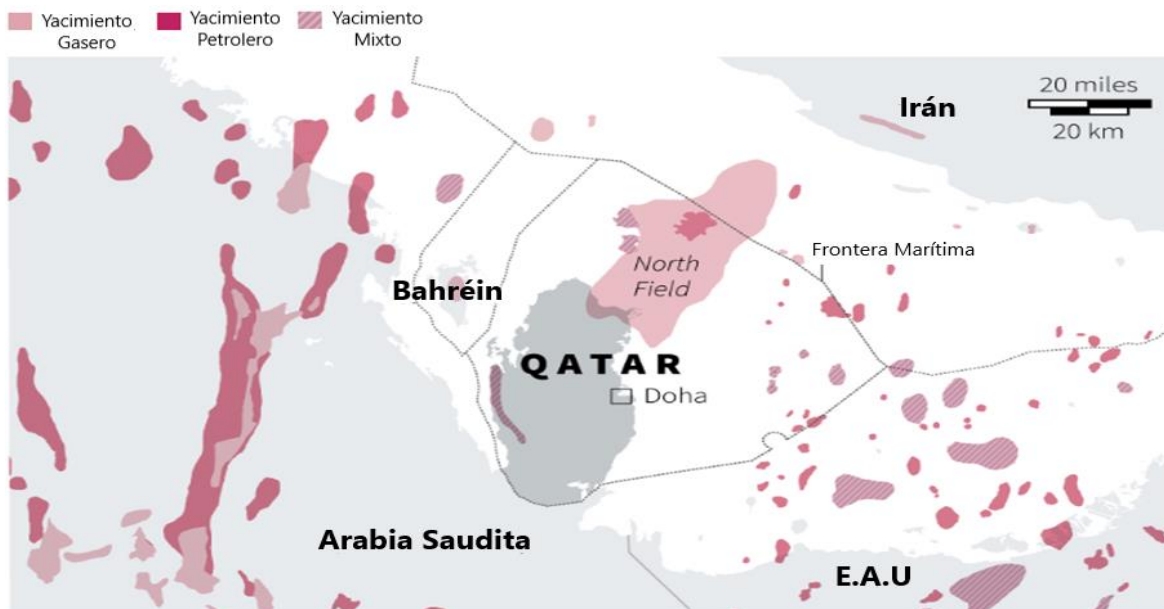 Yacimiento
Gasero
Yacimiento
Petrolero
Yacimiento
Mixto
20 miles
20 km
Irán
Frontera Marítima
North
Field
Bahréin
QATAR
Doha
Arabia Saudita
E.A.U